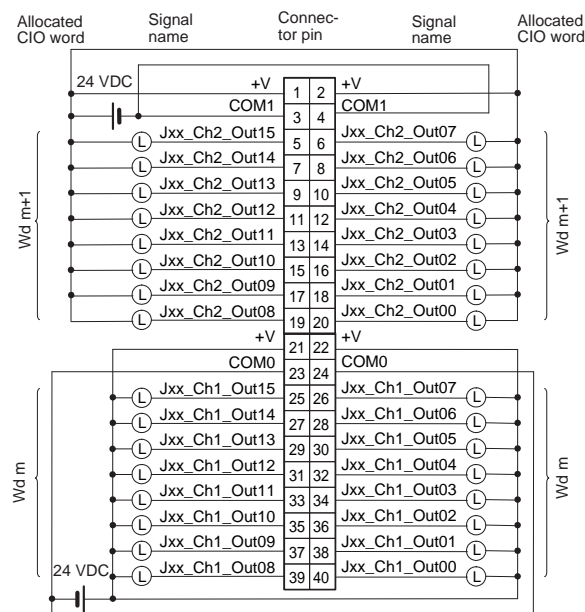 Allocated CIO word Signal name Connec-tor pin Signal name Allocated CIO word
24 VDC
+V 1 2 +V
COM1 3 4 COM1
L Jxx_Ch2_Out15 5 6 Jxx_Ch2_Out07 L
L Jxx_Ch2_Out14 7 8 Jxx_Ch2_Out06 L
L Jxx_Ch2_Out13 9 10 Jxx_Ch2_Out05 L
L Jxx_Ch2_Out12 11 12 Jxx_Ch2_Out04 L
L Jxx_Ch2_Out11 13 14 Jxx_Ch2_Out03 L
L Jxx_Ch2_Out10 15 16 Jxx_Ch2_Out02 L
L Jxx_Ch2_Out09 17 18 Jxx_Ch2_Out01 L
L Jxx_Ch2_Out08 19 20 Jxx_Ch2_Out00 L
Wd m+1
Wd m+1
+V 21 22 +V
COM0 23 24 COM0
L Jxx_Ch1_Out15 25 26 Jxx_Ch1_Out07 L
L Jxx_Ch1_Out14 27 28 Jxx_Ch1_Out06 L
L Jxx_Ch1_Out13 29 30 Jxx_Ch1_Out05 L
L Jxx_Ch1_Out12 31 32 Jxx_Ch1_Out04 L
L Jxx_Ch1_Out11 33 34 Jxx_Ch1_Out03 L
L Jxx_Ch1_Out10 35 36 Jxx_Ch1_Out02 L
L Jxx_Ch1_Out09 37 38 Jxx_Ch1_Out01 L
L Jxx_Ch1_Out08 39 40 Jxx_Ch1_Out00 L
Wd m
Wd m
24 VDC